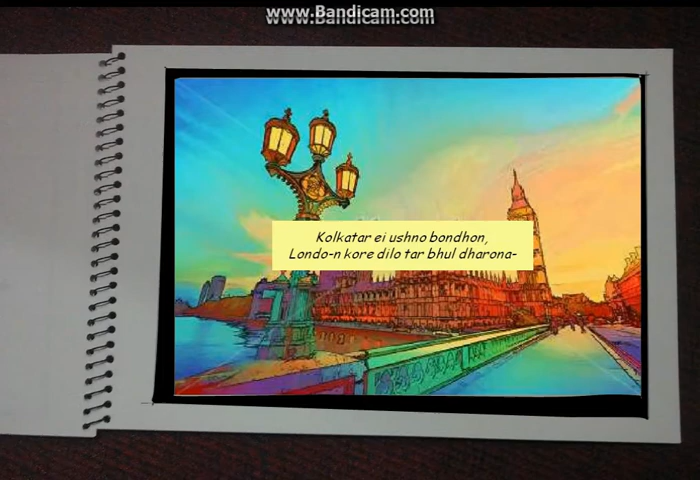 www.Bandicam.com
Kolkatar ei ushno bondhon,
Londo-n kore dilo tar bhul dharona-